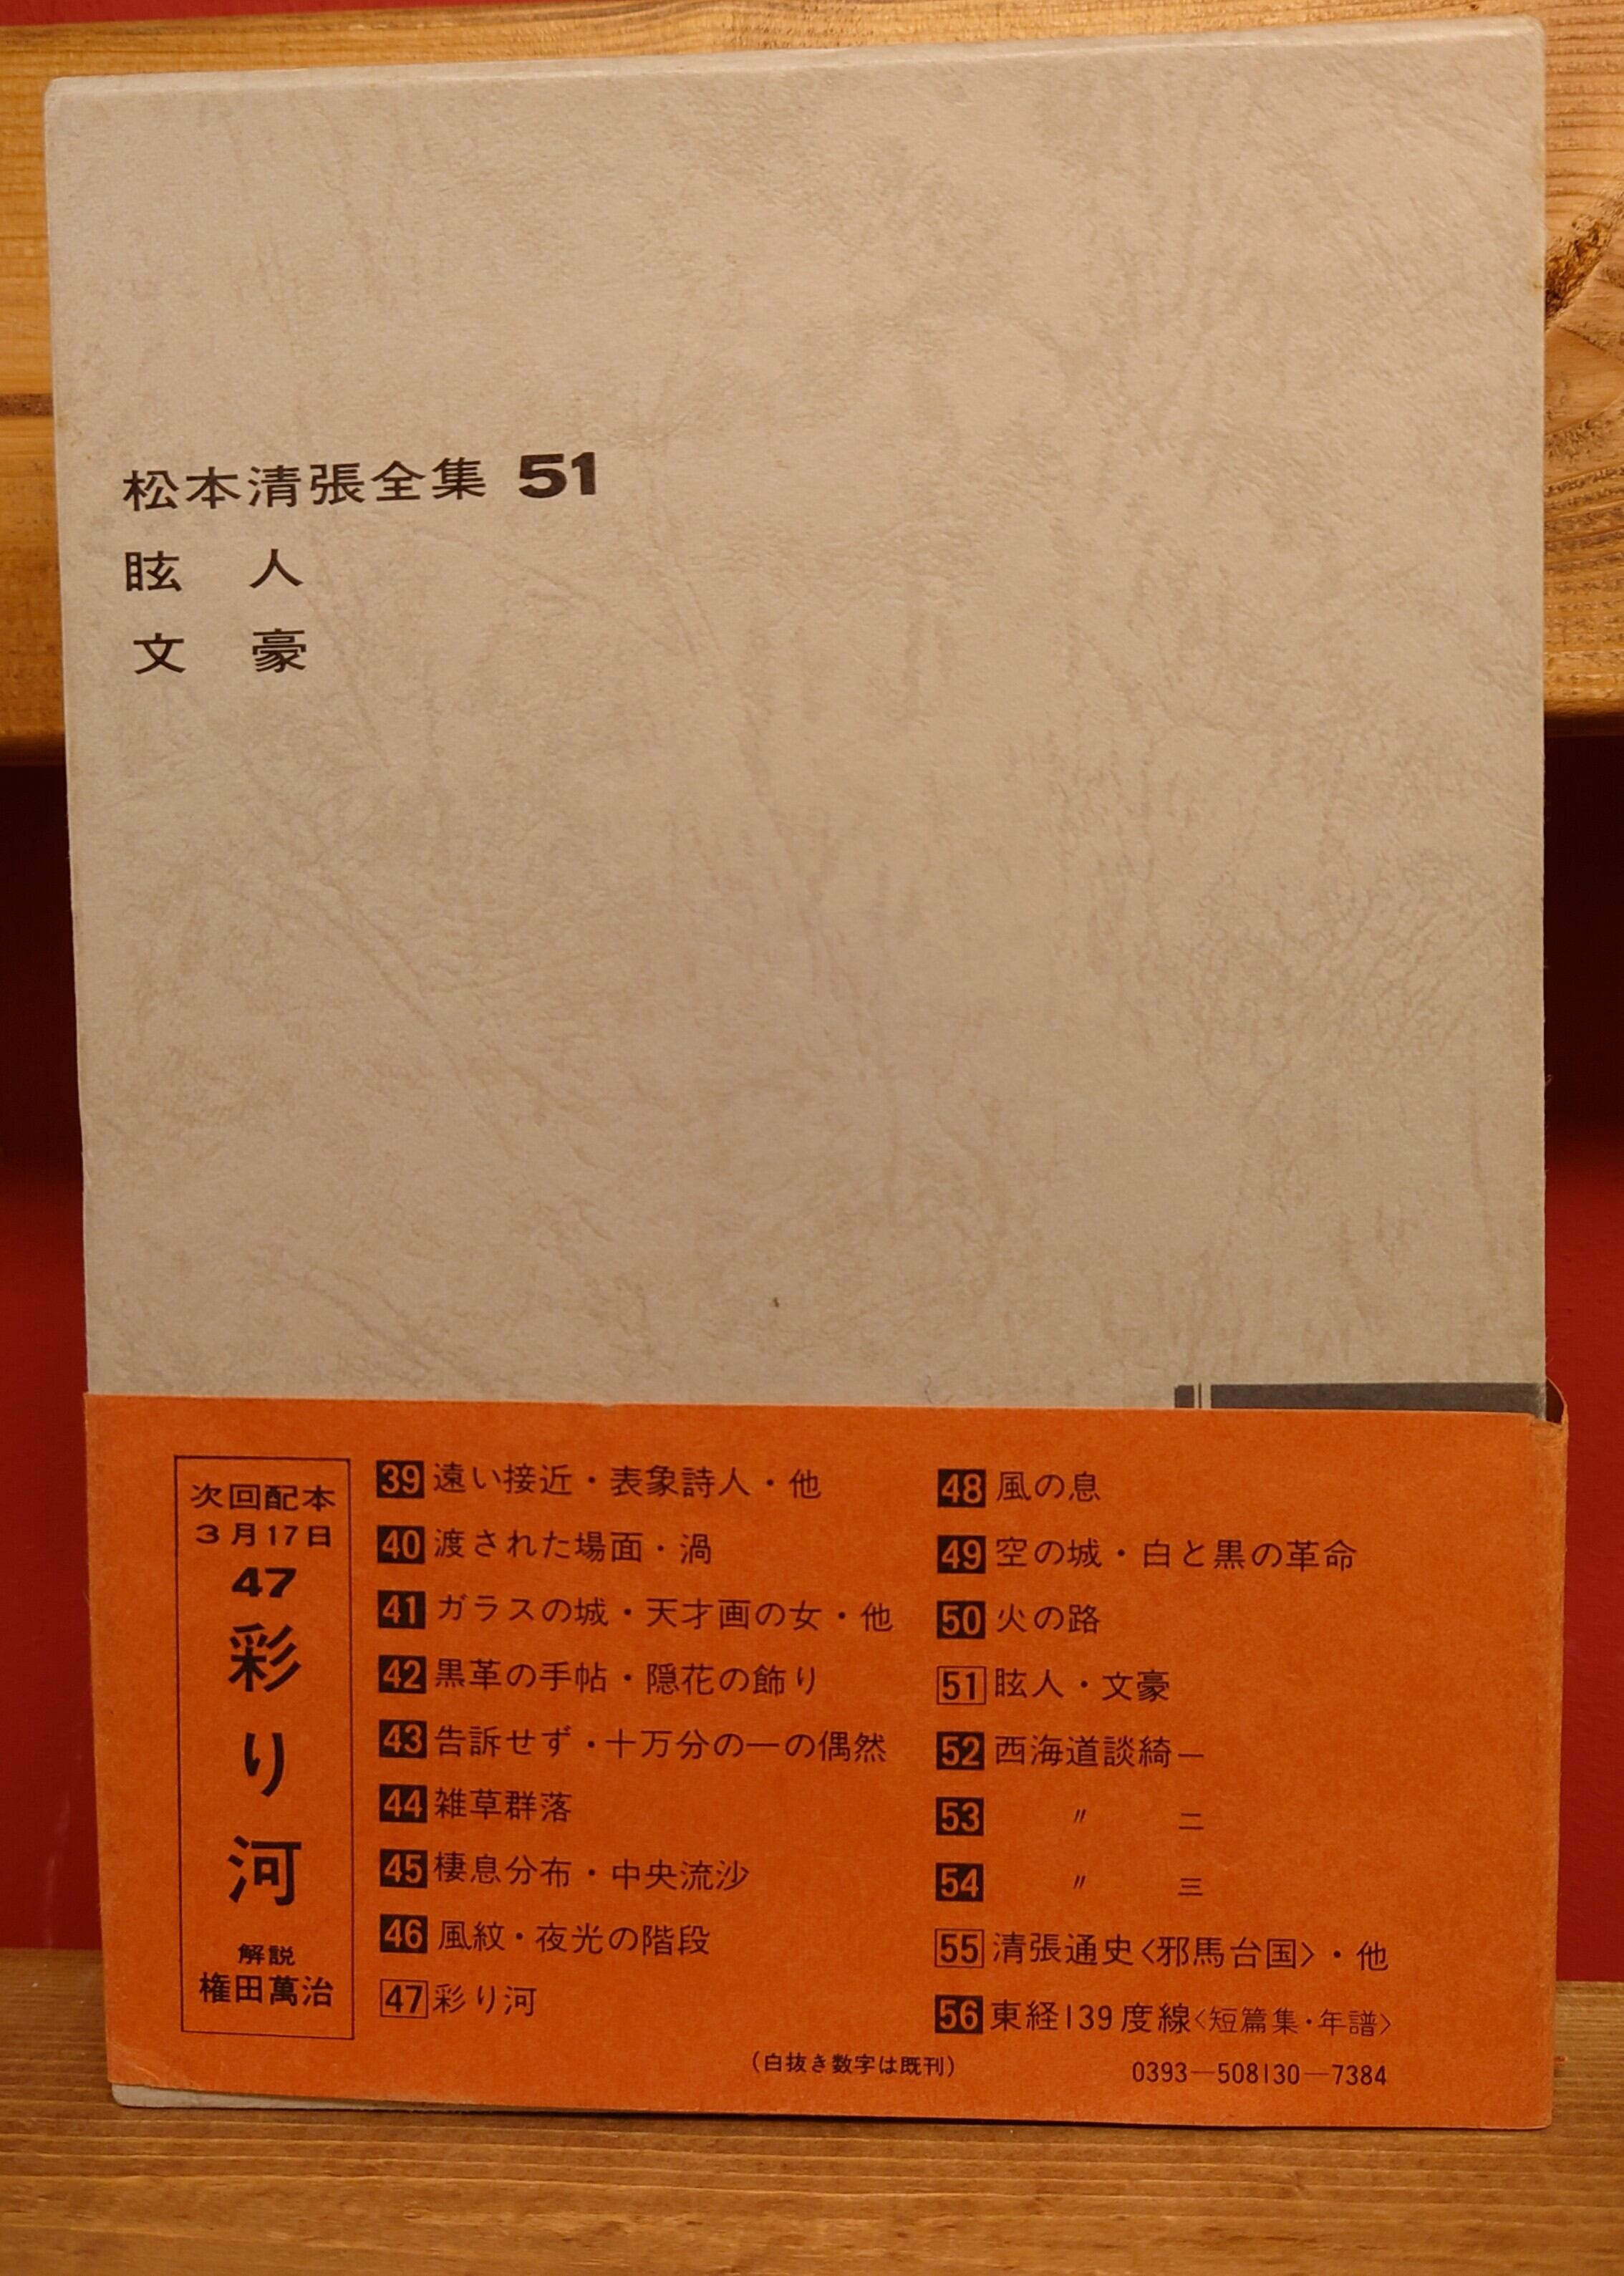 松本清張全集 51
眩 人
文 豪
次回配本
3月17日
47
彩り河
解説
権田萬治
39 遠い接近・表象詩人・他
40 渡された場面・渦
41 ガラスの城・天才画の女・他
42 黒革の手帖・隠花の飾り
43 告訴せず・十万分の一の偶然
44 雑草群落
45 棲息分布・中央流沙
46 風紋・夜光の階段
47 彩り河
48 風の息
49 空の城・白と黒の革命
50 火の路
51 眩人・文豪
52 西海道談綺一
53 〃 二
54 〃 三
55 清張通史〈邪馬台国〉・他
56 東経139度線〈短篇集・年譜〉
(白抜き数字は既刊)
0393—508130—7384